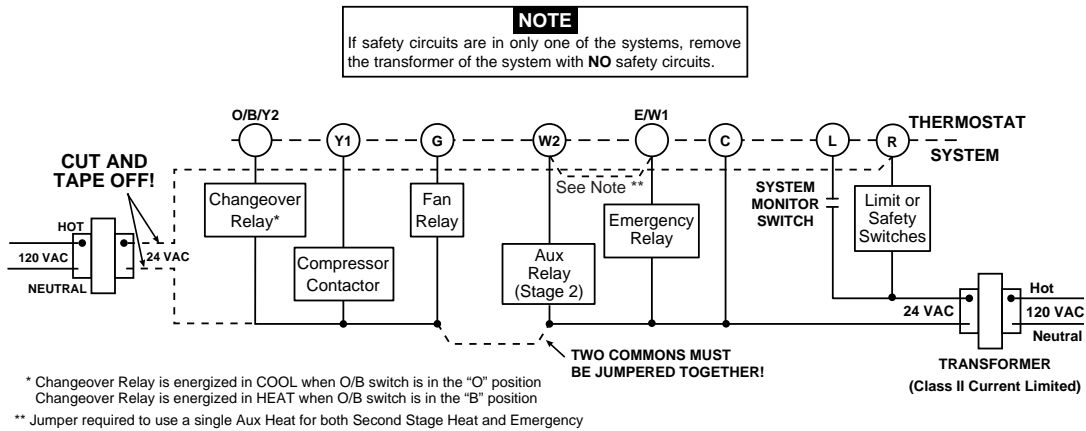 NOTE
If safety circuits are in only one of the systems, remove
the transformer of the system with NO safety circuits.
O/B/Y2
Y1
G
W2
E/W1
C
L
R
THERMOSTAT
SYSTEM
CUT AND
TAPE OFF!
See Note **
HOT
120 VAC
NEUTRAL
24 VAC
Changeover
Relay*
Compressor
Contactor
Fan
Relay
Aux
Relay
(Stage 2)
Emergency
Relay
SYSTEM
MONITOR
SWITCH
Limit or
Safety
Switches
24 VAC
Hot
120 VAC
Neutral
TRANSFORMER
(Class II Current Limited)
TWO COMMONS MUST
BE JUMPERED TOGETHER!
* Changeover Relay is energized in COOL when O/B switch is in the “O” position
Changeover Relay is energized in HEAT when O/B switch is in the “B” position
** Jumper required to use a single Aux Heat for both Second Stage Heat and Emergency